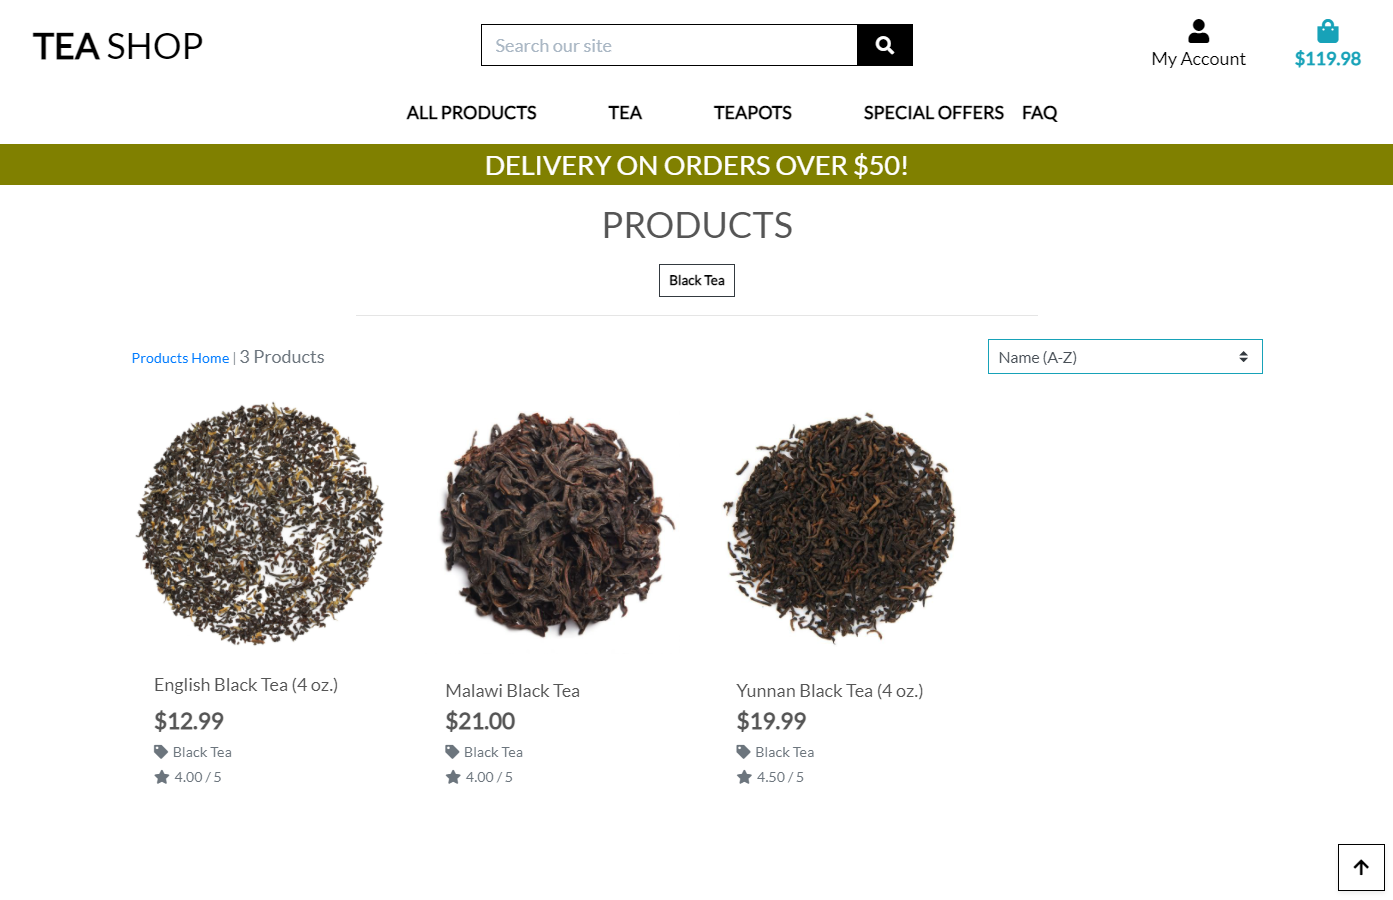 TEA SHOP
Search our site
My Account
$119.98
ALL PRODUCTS TEA TEAPOTS SPECIAL OFFERS FAQ
DELIVERY ON ORDERS OVER $50!
PRODUCTS
Black Tea
Products Home | 3 Products
Name (A-Z)
English Black Tea (4 oz.)
$12.99
Black Tea
4.00 / 5
Malawi Black Tea
$21.00
Black Tea
4.00 / 5
Yunnan Black Tea (4 oz.)
$19.99
Black Tea
4.50 / 5